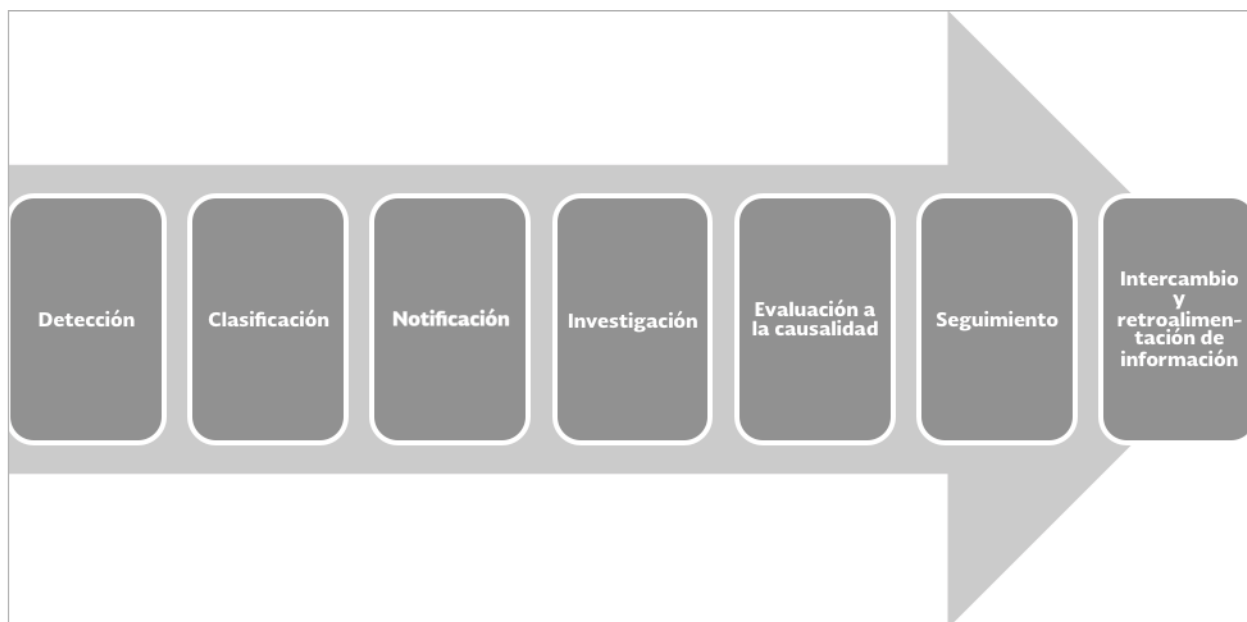 Detección
Clasificación
Notificación
Investigación
Evaluación a
la causalidad
Seguimiento
Intercambio
y
retroalimen-
tación de
información